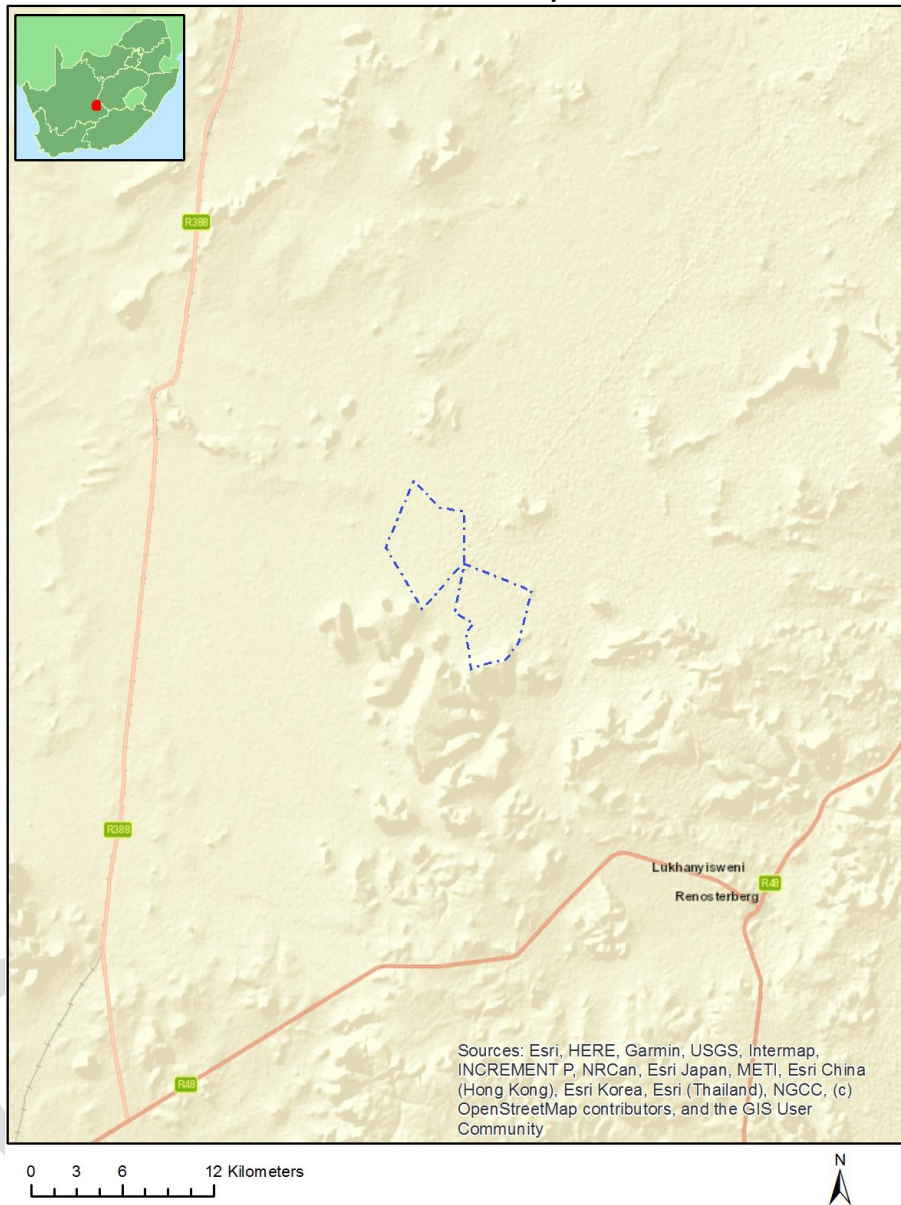 R388
R388
Lukhanyisweni
R48
Renosterberg
Sources: Esri, HERE, Garmin, USGS, Intermap,
INCREMENT P, NRCan, Esri Japan, METI, Esri China
(Hong Kong), Esri Korea, Esri (Thailand), NGCC, (c)
OpenStreetMap contributors, and the GIS User
Community
R48
0 3 6 12 Kilometers
N